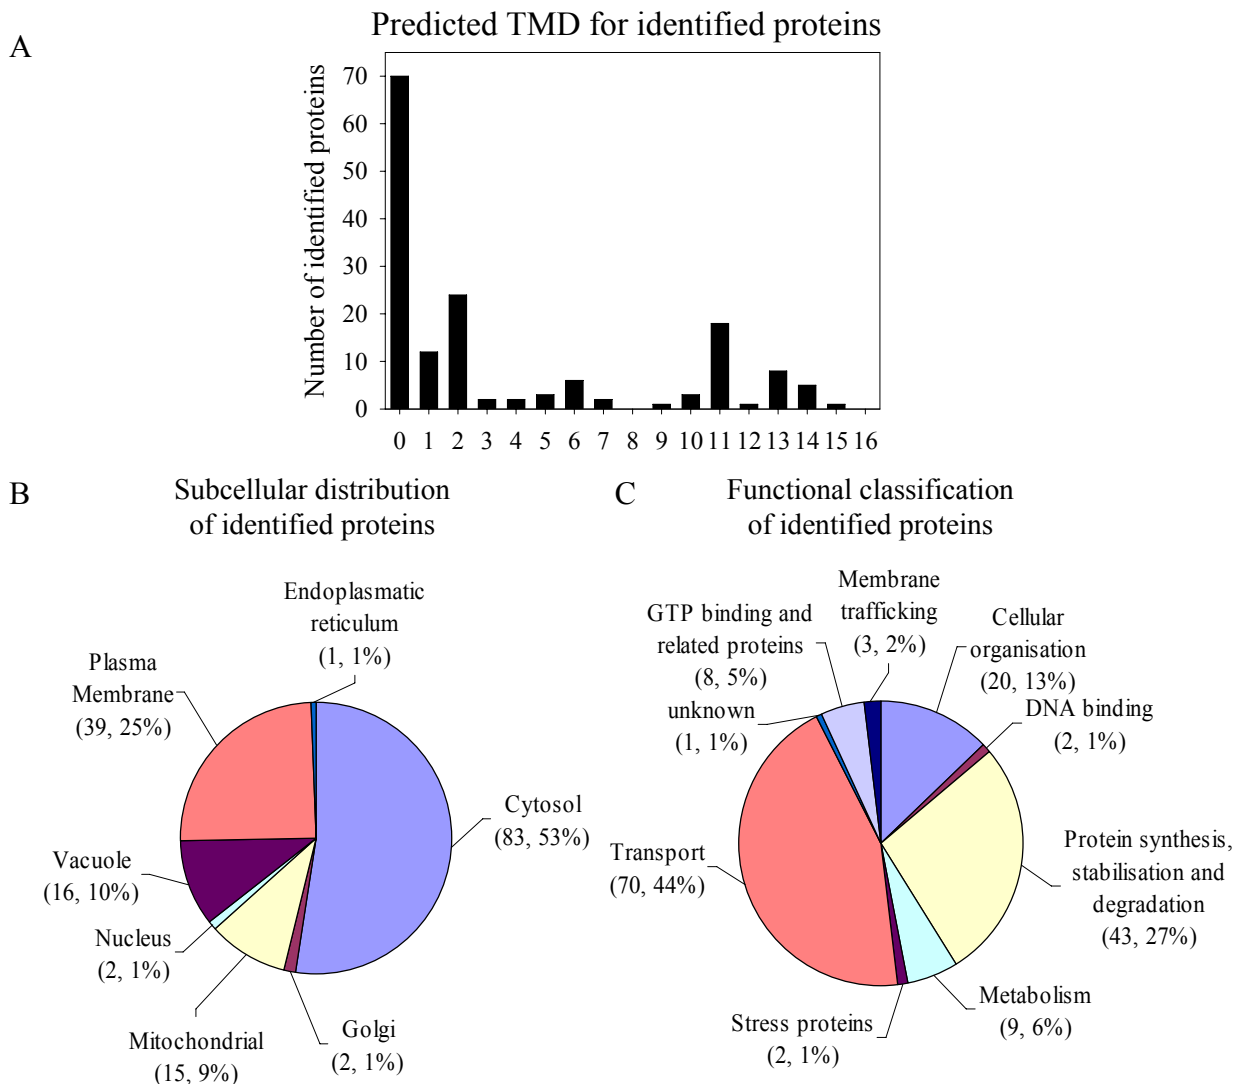 A
Predicted TMD for identified proteins
Number of identified proteins
70
60
50
40
30
20
10
0
0 1 2 3 4 5 6 7 8 9 10 11 12 13 14 15 16
B
Subcellular distribution
of identified proteins
Endoplasmatic
reticulum
(1, 1%)
Plasma
Membrane
(39, 25%)
Cytosol
(83, 53%)
Vacuole
(16, 10%)
Nucleus
(2, 1%)
Mitochondrial
(15, 9%)
Golgi
(2, 1%)
C
Functional classification
of identified proteins
Membrane
trafficking
(3, 2%)
GTP binding and
related proteins
(8, 5%)
Cellular
organisation
(20, 13%)
unknown
(1, 1%)
DNA binding
(2, 1%)
Transport
(70, 44%)
Protein synthesis,
stabilisation and
degradation
(43, 27%)
Metabolism
(9, 6%)
Stress proteins
(2, 1%)